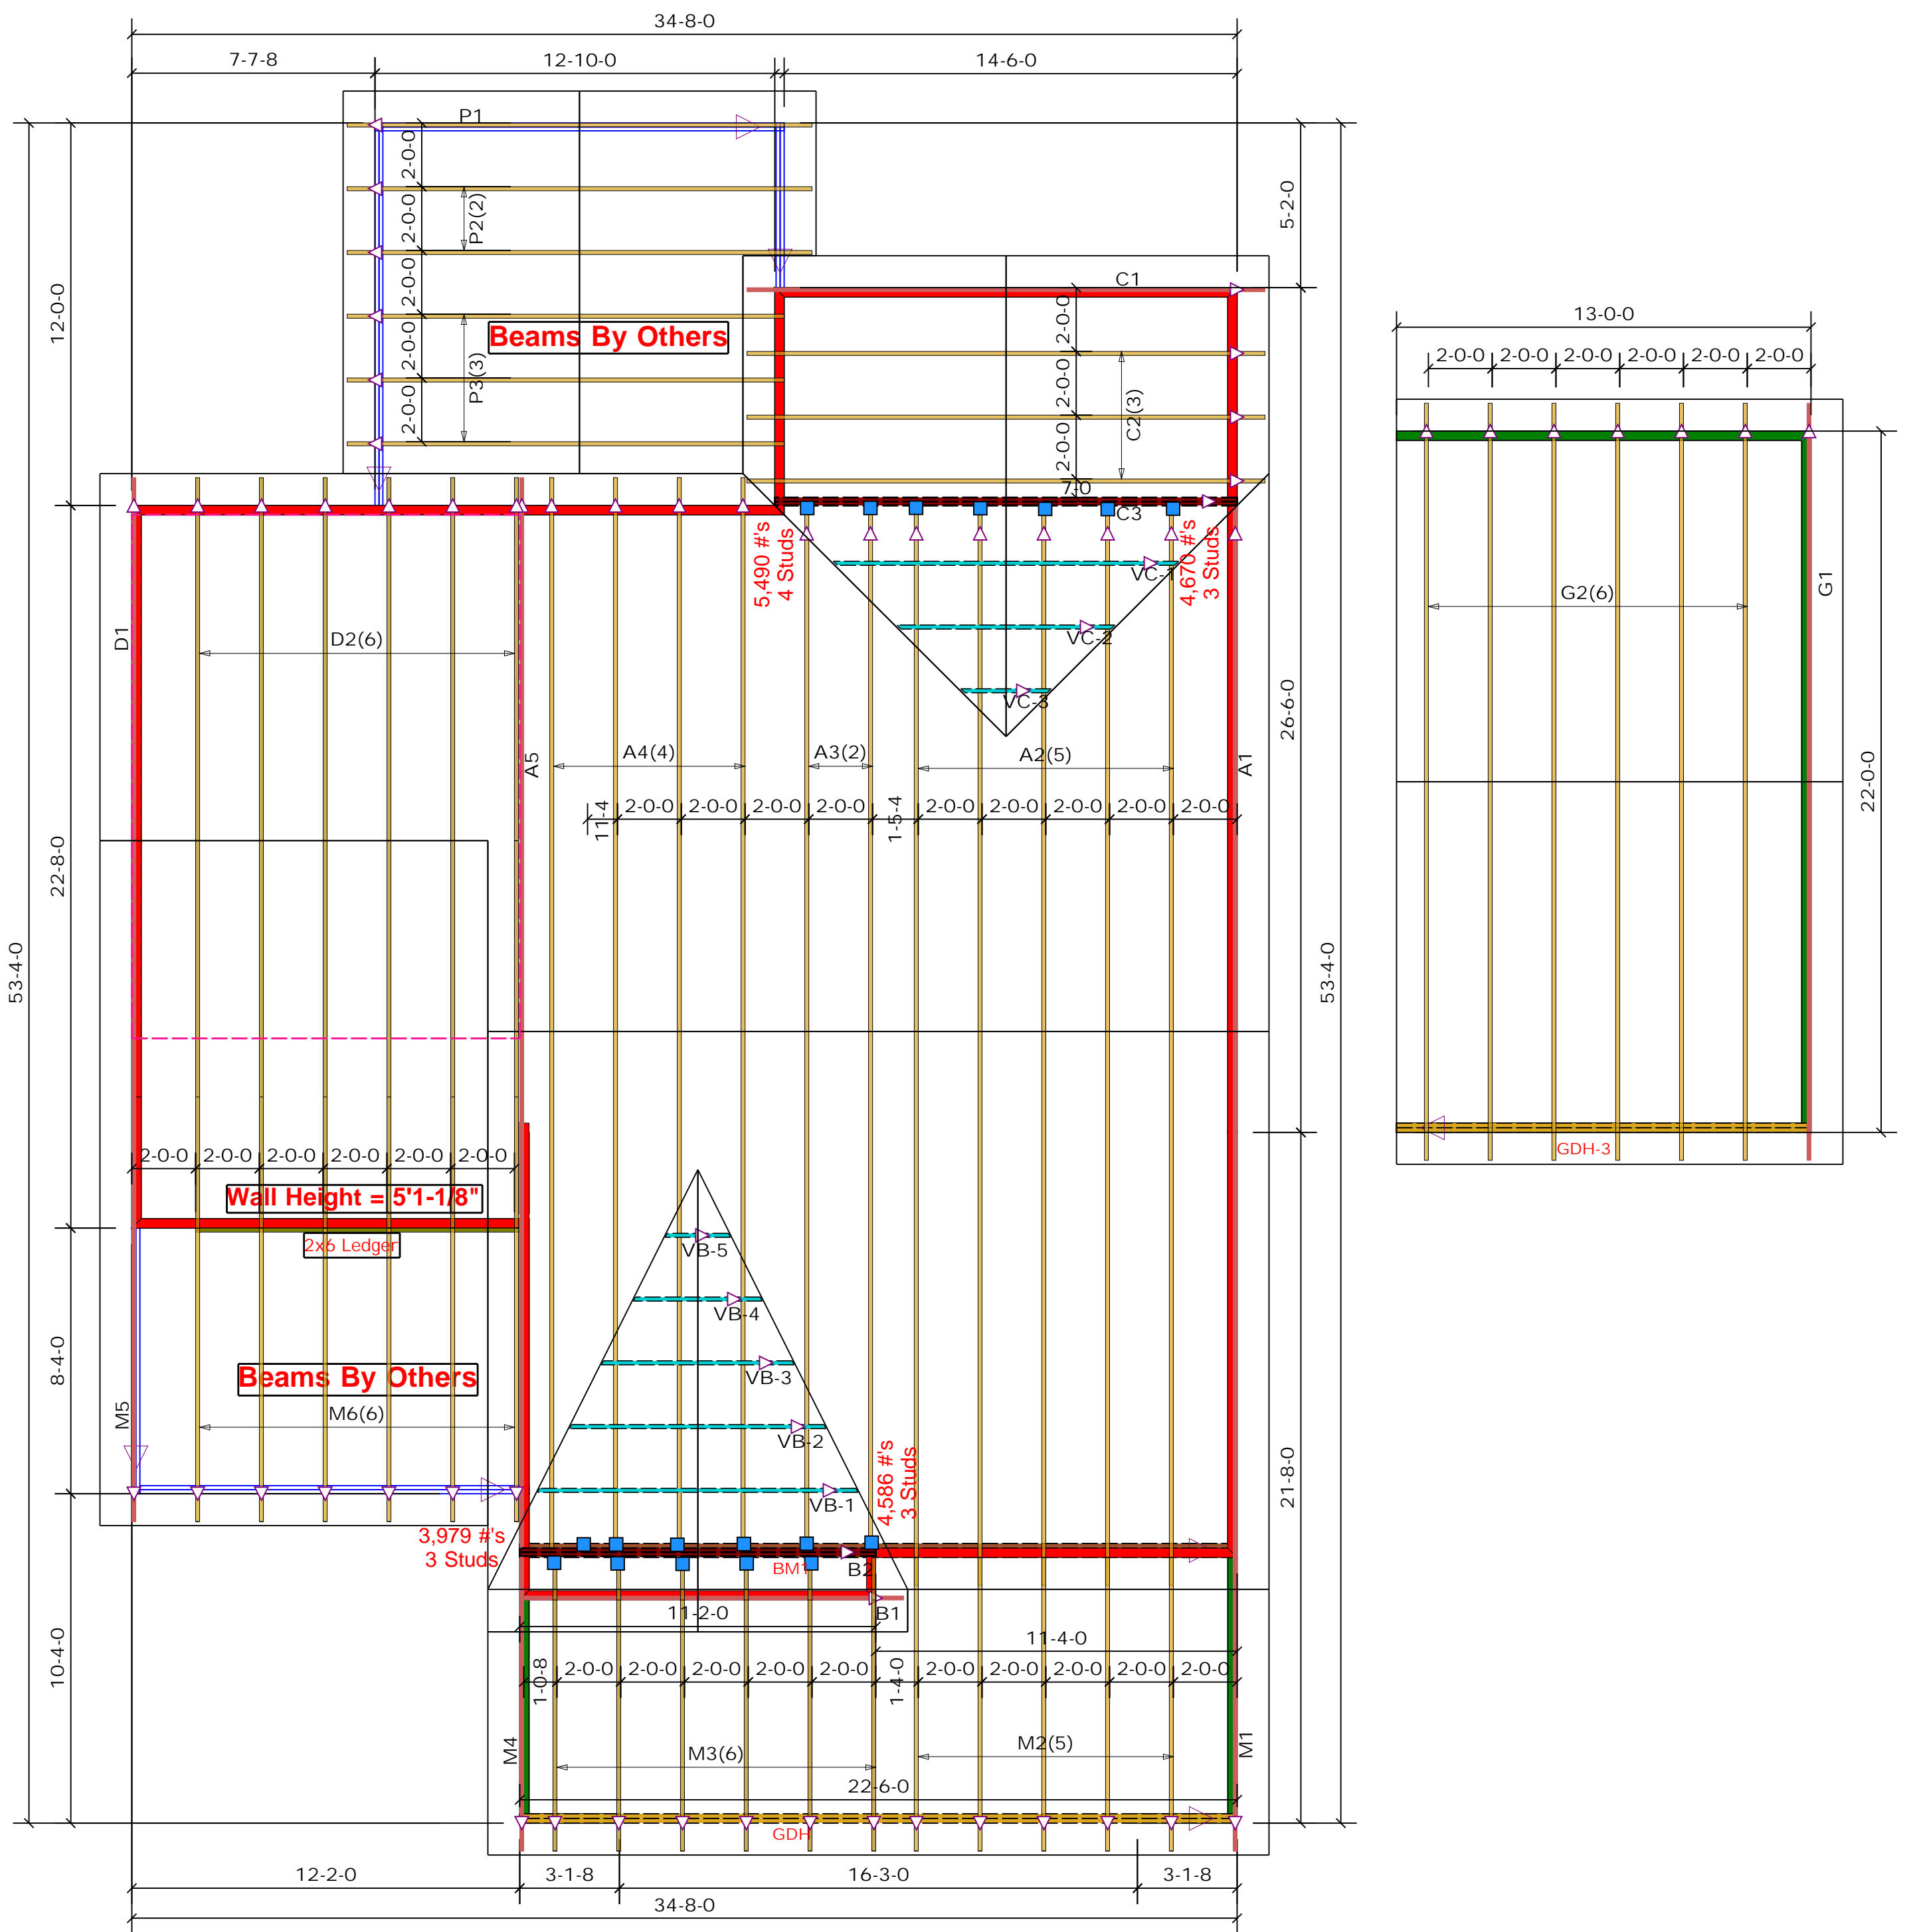 34-8-0
7-7-8
12-10-0
14-6-0
P1
2-0-0
2-0-0
2-0-0
2-0-0
2-0-0
P2(2)
P3(3)
Beams By Others
12-0-0
5-2-0
C1
2-0-0
2-0-0
2-0-0
C2(3)
7-0
C3
13-0-0
2-0-0
2-0-0
2-0-0
2-0-0
2-0-0
2-0-0
G2(6)
G1
22-0-0
GDH-3
5,490 #'s
4 Studs
4,670 #'s
3 Studs
VC-1
VC-2
VC-3
D1
D2(6)
A5
A4(4)
A3(2)
A2(5)
A1
11-4
2-0-0
2-0-0
2-0-0
2-0-0
1-5-4
2-0-0
2-0-0
2-0-0
2-0-0
2-0-0
26-6-0
22-8-0
53-4-0
53-4-0
2-0-0
2-0-0
2-0-0
2-0-0
2-0-0
2-0-0
Wall Height = 5'1-1/8"
2x6 Ledger
VB-5
VB-4
VB-3
VB-2
VB-1
8-4-0
Beams By Others
M5
M6(6)
4,586 #'s
3 Studs
3,979 #'s
3 Studs
21-8-0
BM1
B2
B1
11-2-0
11-4-0
10-4-0
1-0-8
2-0-0
2-0-0
2-0-0
2-0-0
2-0-0
1-4-0
2-0-0
2-0-0
2-0-0
2-0-0
2-0-0
M4
M3(6)
M2(5)
M1
22-6-0
GDH
12-2-0
3-1-8
16-3-0
3-1-8
34-8-0